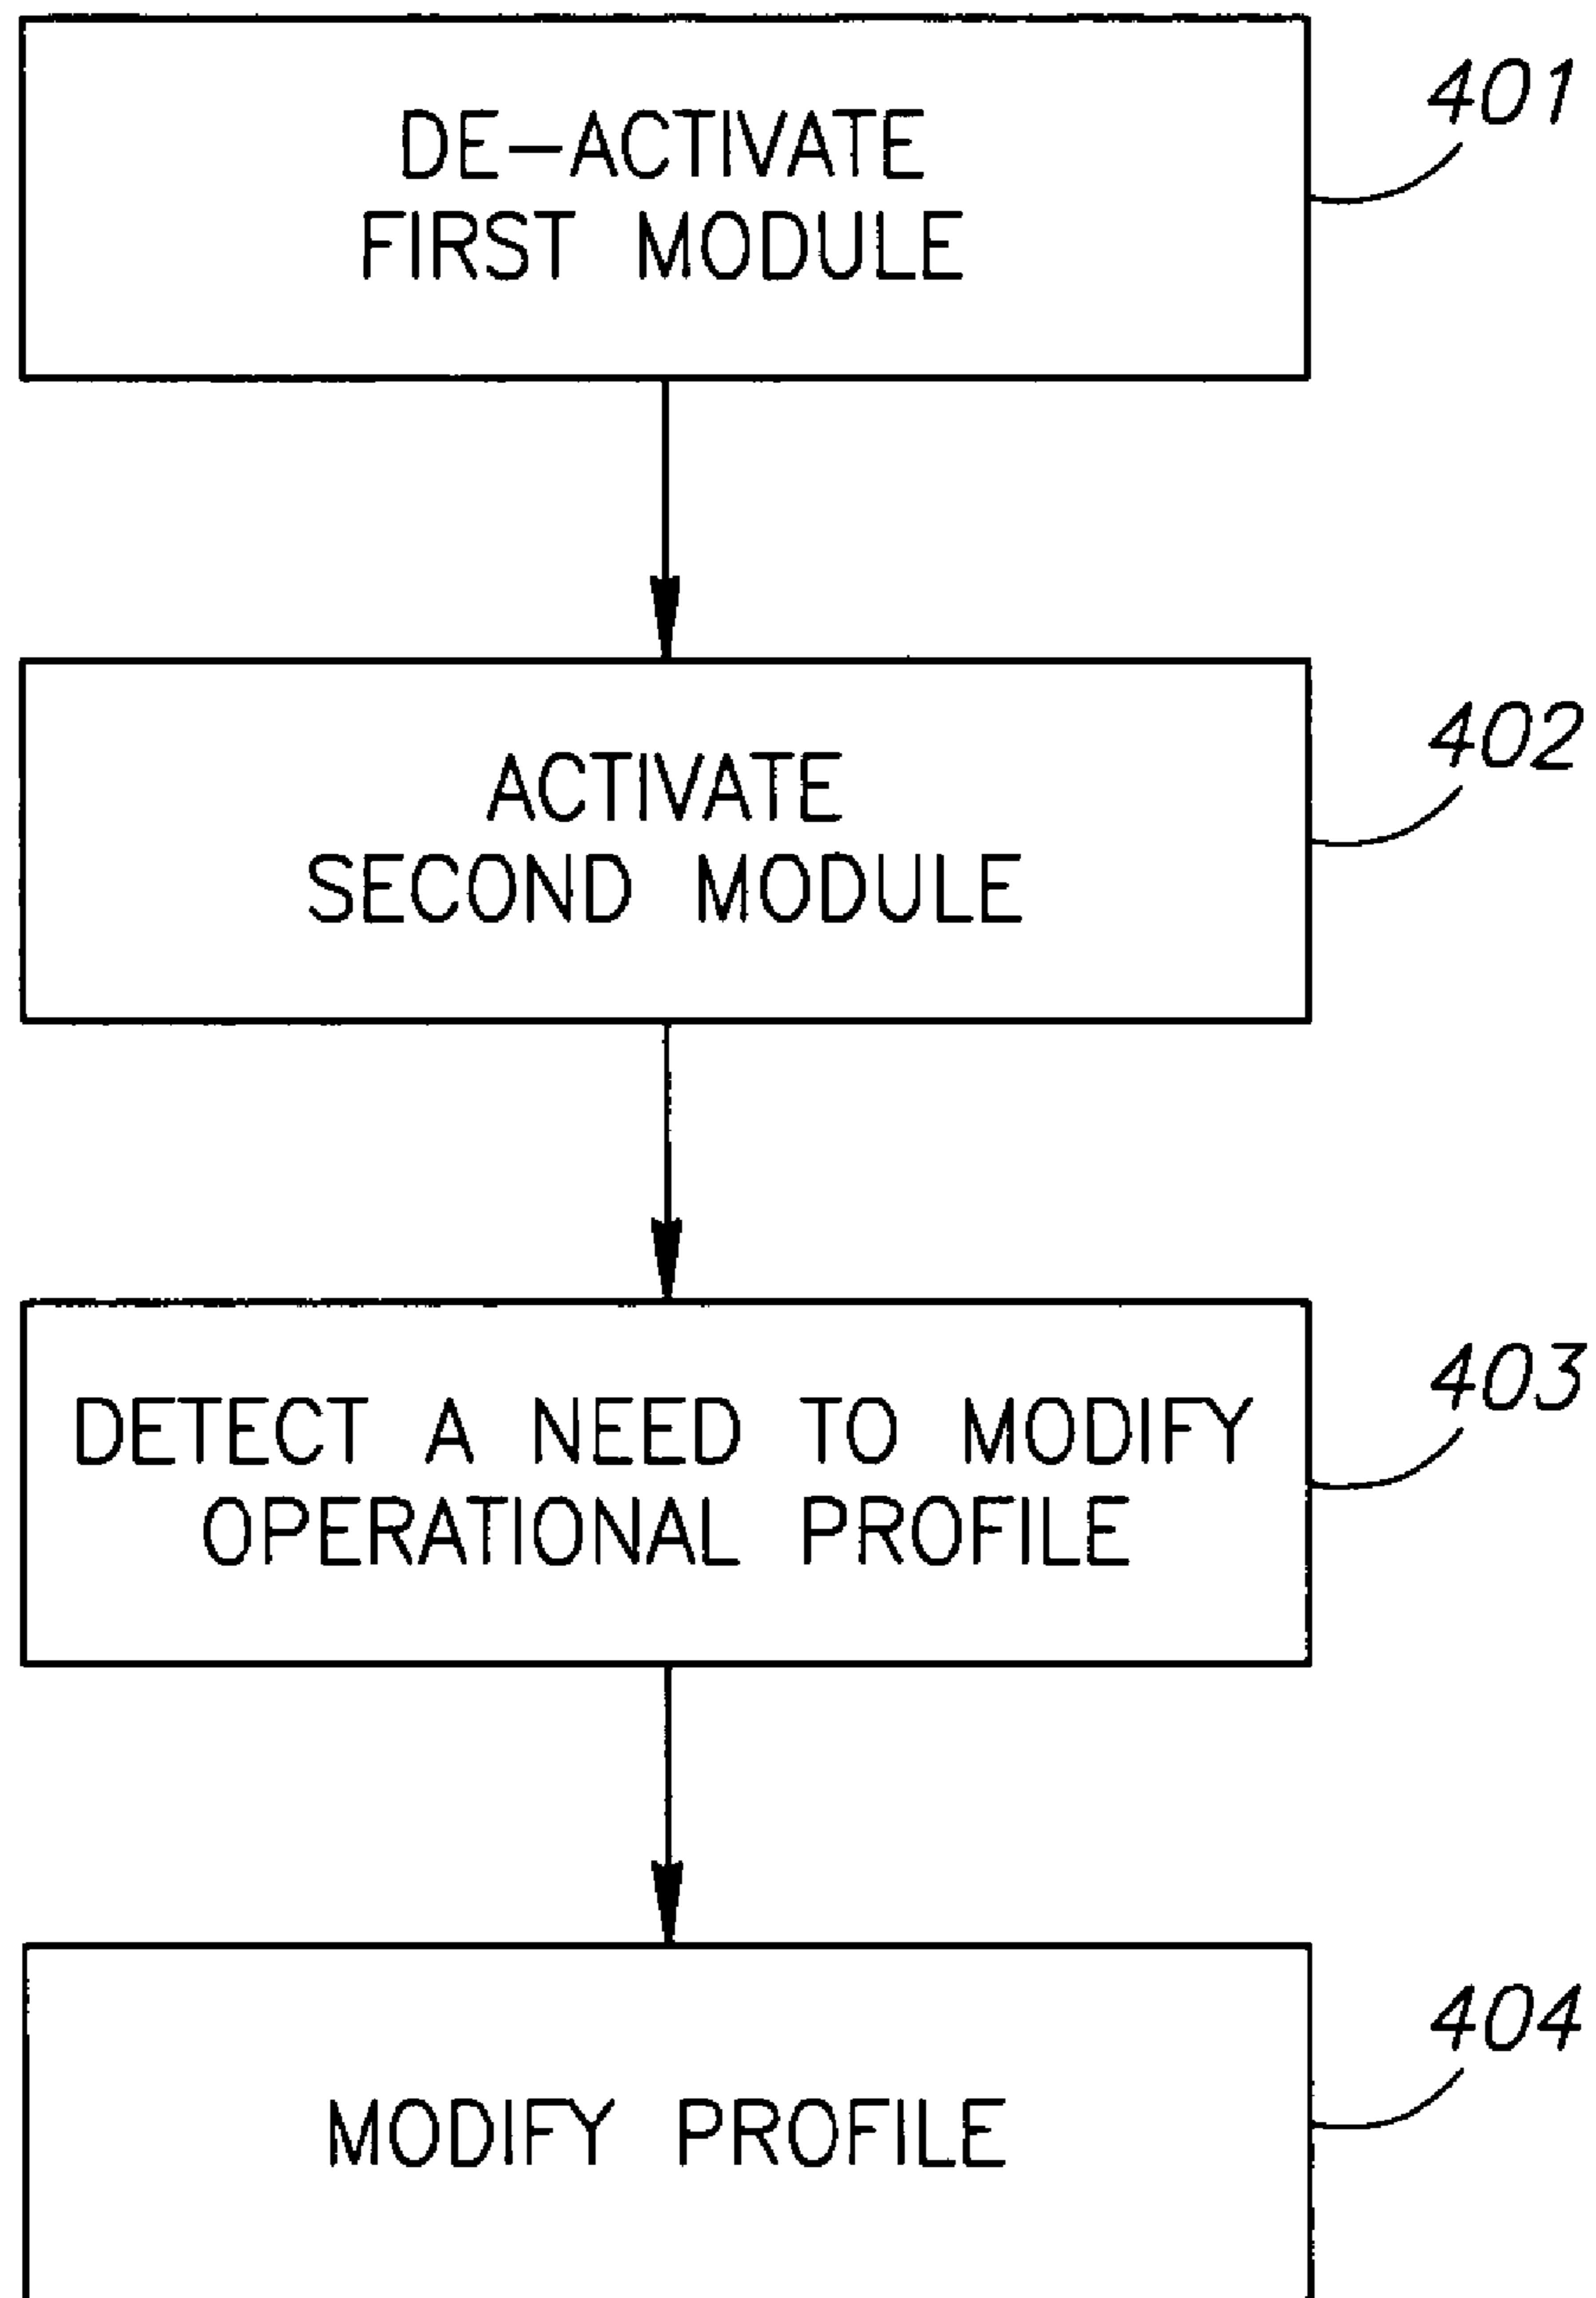 DE-ACTIVATE
FIRST MODULE
401
ACTIVATE
SECOND MODULE
402
DETECT A NEED TO MODIFY
OPERATIONAL PROFILE
403
MODIFY PROFILE
404